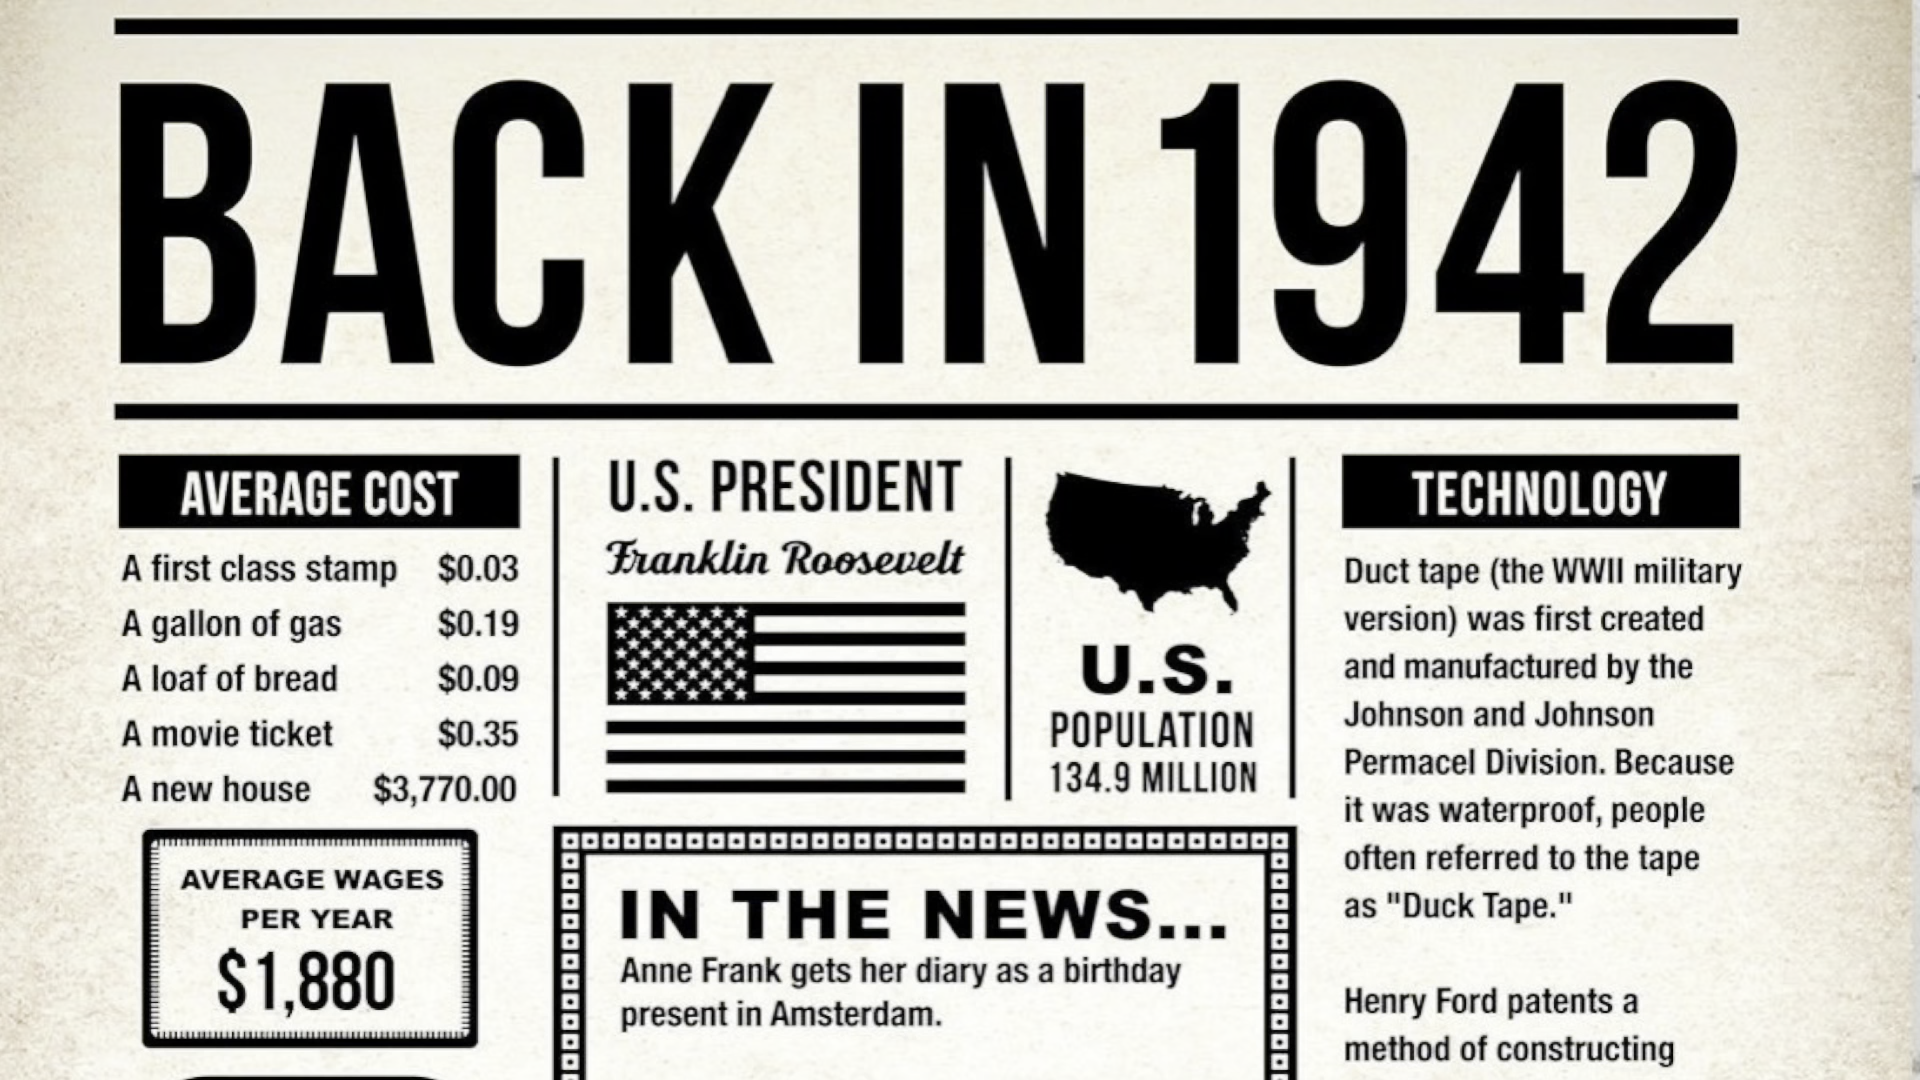 BACK IN 1942
AVERAGE COST
A first class stamp $0.03
A gallon of gas $0.19
A loaf of bread $0.09
A movie ticket $0.35
A new house $3,770.00
AVERAGE WAGES
PER YEAR
$1,880
U.S. PRESIDENT
Franklin Roosevelt
U.S.
POPULATION
134.9 MILLION
IN THE NEWS...
Anne Frank gets her diary as a birthday
present in Amsterdam.
TECHNOLOGY
Duct tape (the WWII military
version) was first created
and manufactured by the
Johnson and Johnson
Permacel Division. Because
it was waterproof, people
often referred to the tape
as "Duck Tape."
Henry Ford patents a
method of constructing